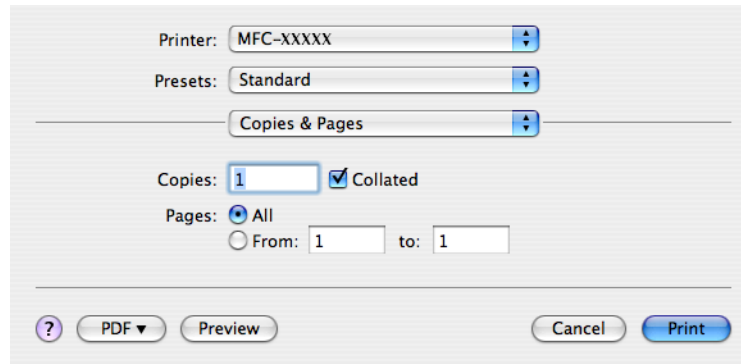 Printer: MFC-XXXXX
Presets: Standard
Copies & Pages
Copies: 1 Collated
Pages: All
From: 1 to: 1
? PDF ▼ Preview Cancel Print